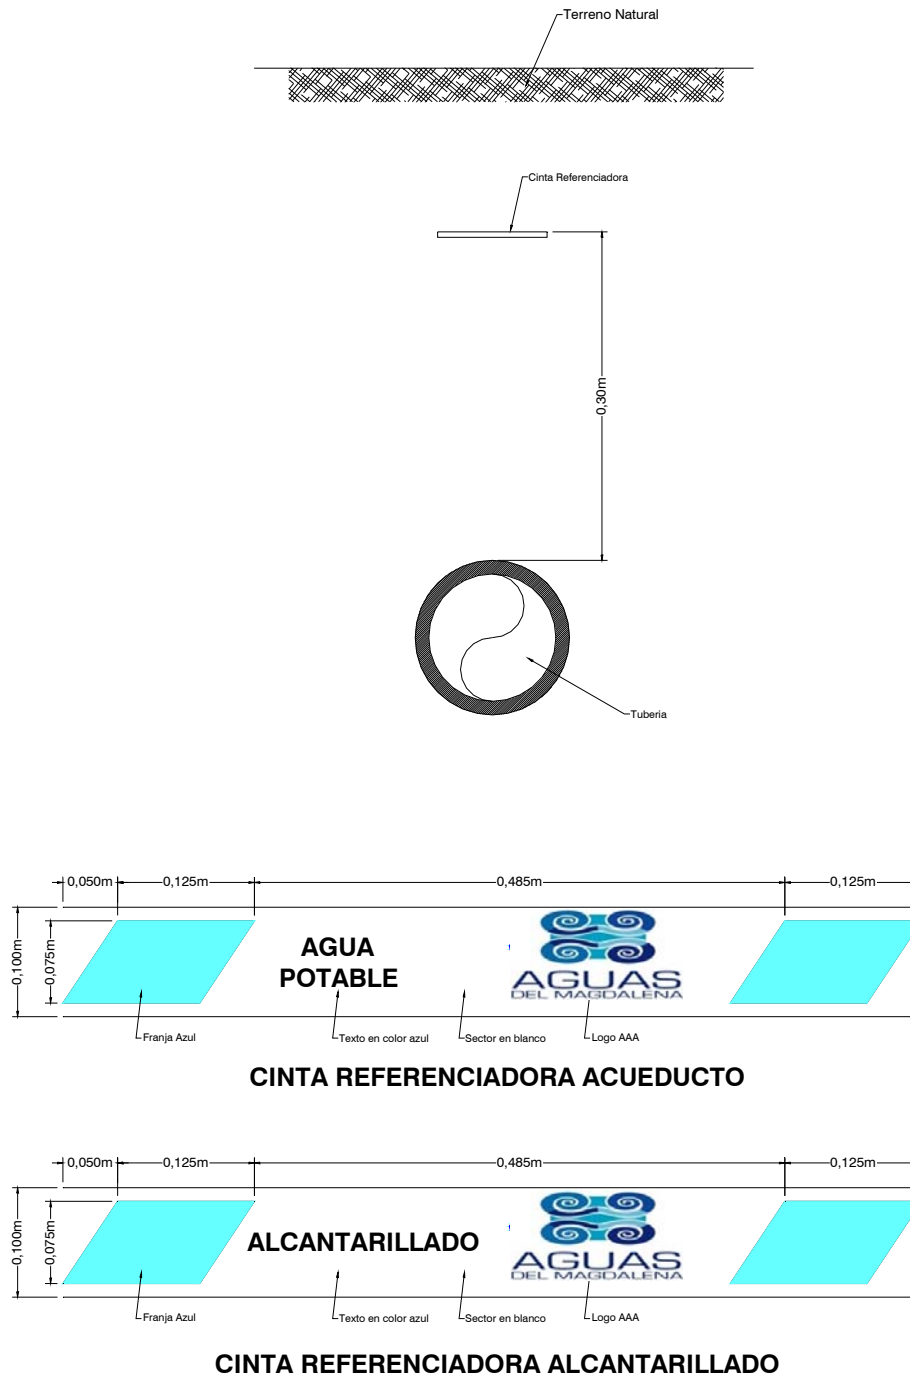 Terreno Natural
Cinta Referenciadora
0,30m
Tuberia
0,050m 0,125m 0,485m 0,125m
0,100m
0,075m
AGUA
POTABLE
AGUAS
DEL MAGDALENA
Franja Azul Texto en color azul Sector en blanco Logo AAA
CINTA REFERENCIADORA ACUEDUCTO
0,050m 0,125m 0,485m 0,125m
0,100m
0,075m
ALCANTARILLADO
AGUAS
DEL MAGDALENA
Franja Azul Texto en color azul Sector en blanco Logo AAA
CINTA REFERENCIADORA ALCANTARILLADO